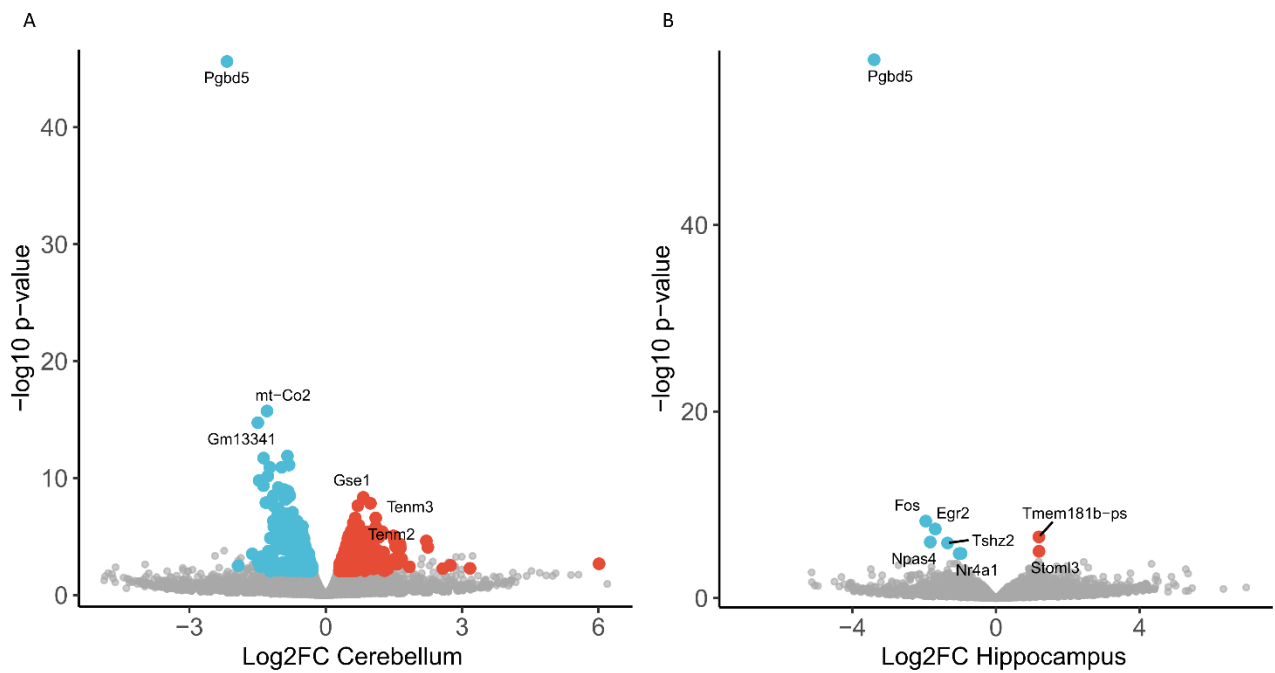 A
B
Pgbd5
mt−Co2
Gm13341
Gse1
Tenm3
Tenm2
40
30
20
10
0
−3
0
3
6
−log10 p−value
Log2FC Cerebellum
Pgbd5
Fos
Egr2
Tmem181b−ps
Tshz2
Npas4
Nr4a1
Stoml3
40
20
0
−4
0
4
−log10 p−value
Log2FC Hippocampus